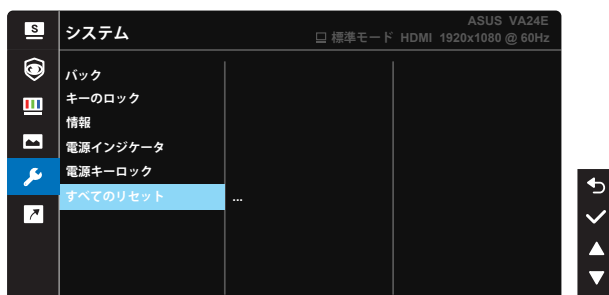 S
システム
ASUS VA24E
標準モード HDMI 1920x1080 @ 60Hz
バック
キーのロック
情報
電源インジケータ
電源キーロック
すべてのリセット ...